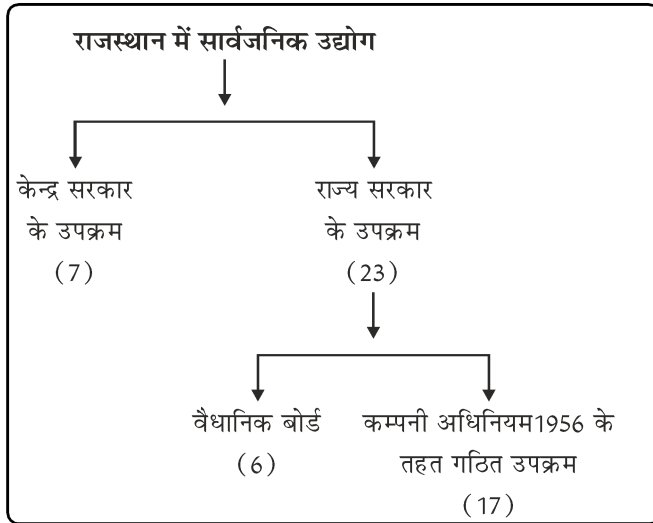 राजस्थान में सार्वजनिक उद्योग
केन्द्र सरकार
के उपक्रम
(7)
राज्य सरकार
के उपक्रम
(23)
वैधानिक बोर्ड
(6)
कम्पनी अधिनियम1956 के
तहत गठित उपक्रम
(17)